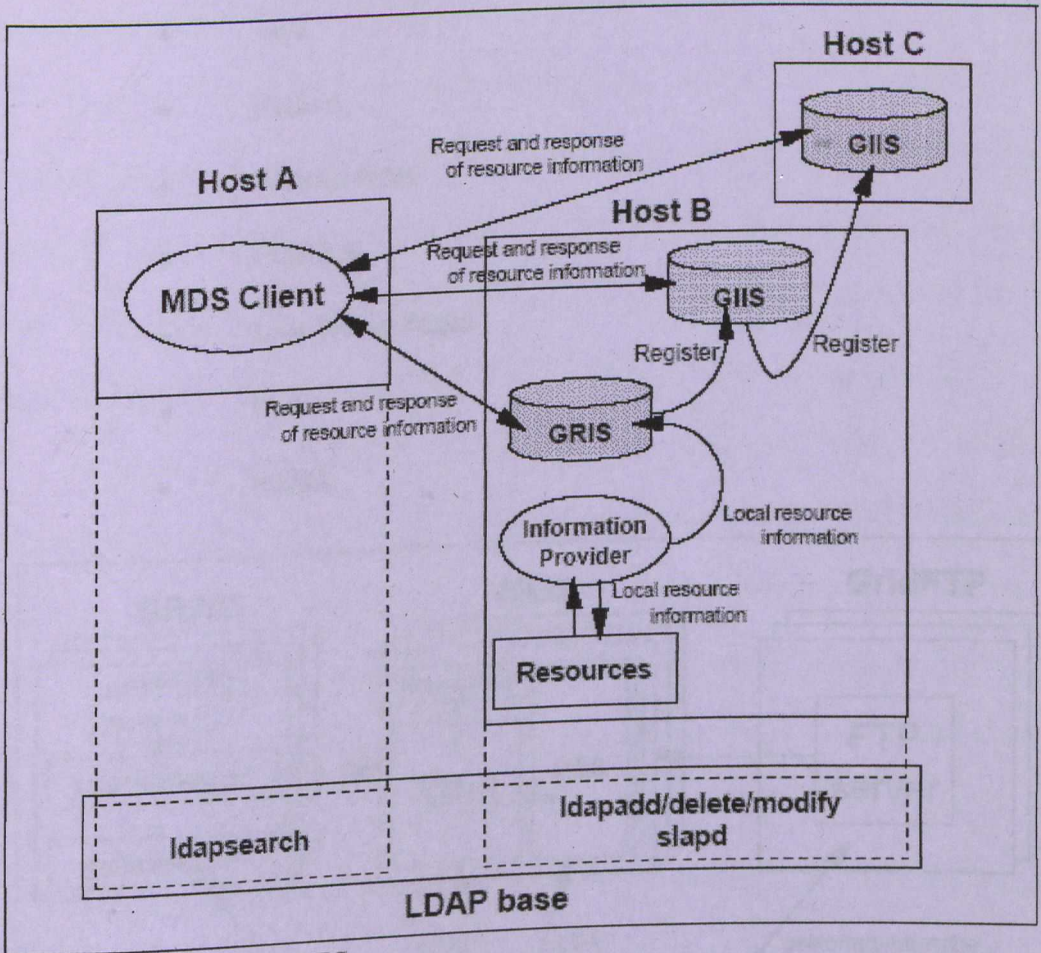 Host C
GIIS
Request and response
of resource information
Host A
Host B
MDS Client
Request and response
of resource information
GIIS
Register
Register
Request and response
of resource information
GRIS
Information
Provider
Local resource
information
Local resource
information
Resources
ldapsearch
ldapadd/delete/modify
slapd
LDAP base